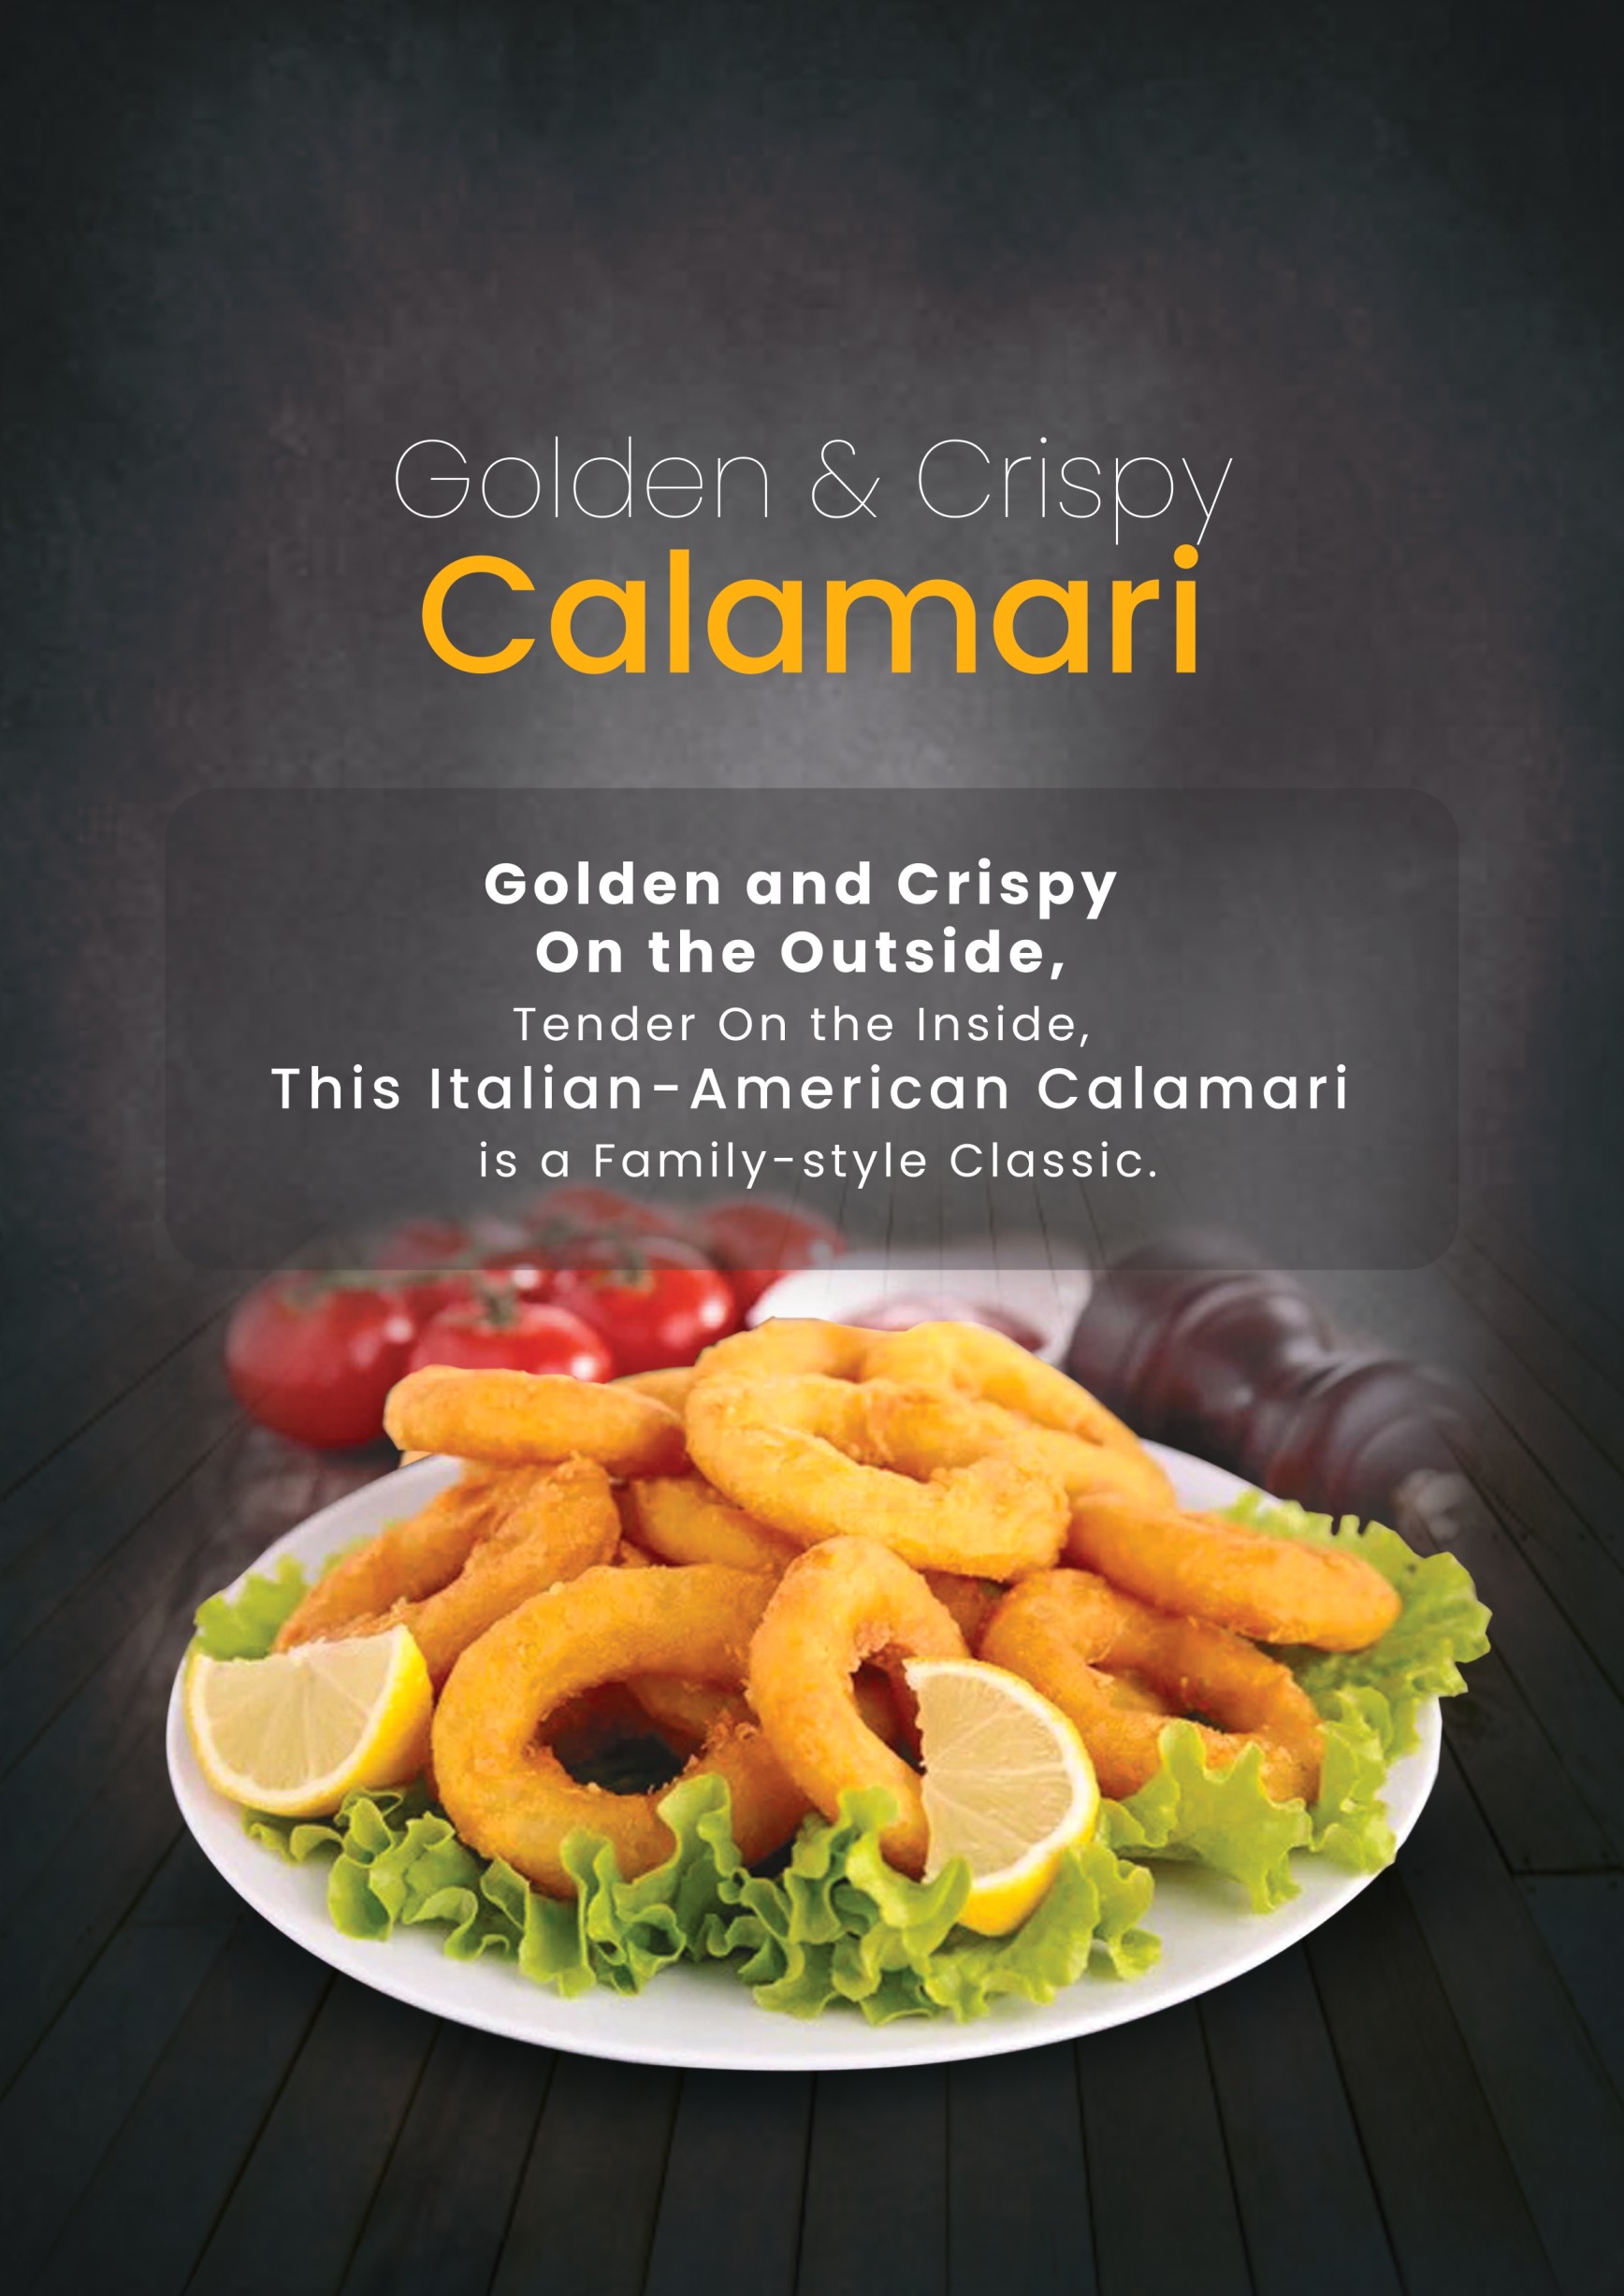 Golden & Crispy
Calamari
Golden and Crispy
On the Outside,
Tender On the Inside,
This Italian-American Calamari
is a Family-style Classic.